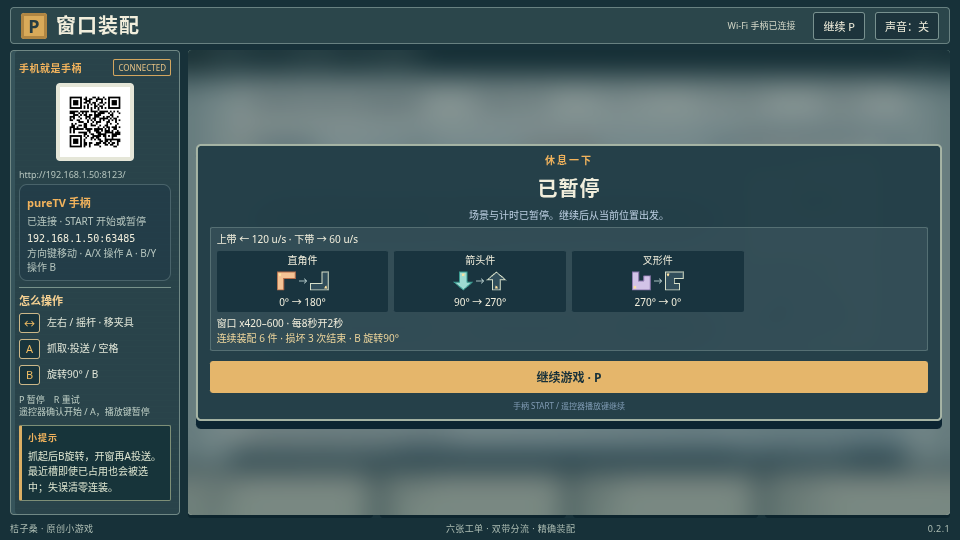 P 窗口装配
Wi-Fi 手柄已连接
继续 P
声音：关
手机就是手柄
CONNECTED
http://192.168.1.50:8123/
pureTV 手柄
已连接 · START 开始或暂停
192.168.1.50:63485
方向键移动 · A/X 操作 A · B/Y
操作 B
怎么操作
↔ 左右 / 摇杆 · 移夹具
A 抓取·投送 / 空格
B 旋转90° / B
P 暂停 R 重试
遥控器确认开始 / A，播放键暂停
小提示
抓起后B旋转，开窗再A投送。
最近槽即使已占用也会被选
中；失误清零连装。
休息一下
已暂停
场景与计时已暂停。继续后从当前位置出发。
上带 ← 120 u/s · 下带 → 60 u/s
直角件
→
0° → 180°
箭头件
→
90° → 270°
叉形件
→
270° → 0°
窗口 x420–600 · 每8秒开2秒
连续装配 6 件 · 损坏 3 次结束 · B 旋转90°
继续游戏 · P
手柄 START / 遥控器播放键继续
桔子桑 · 原创小游戏
六张工单 · 双带分流 · 精确装配
0.2.1